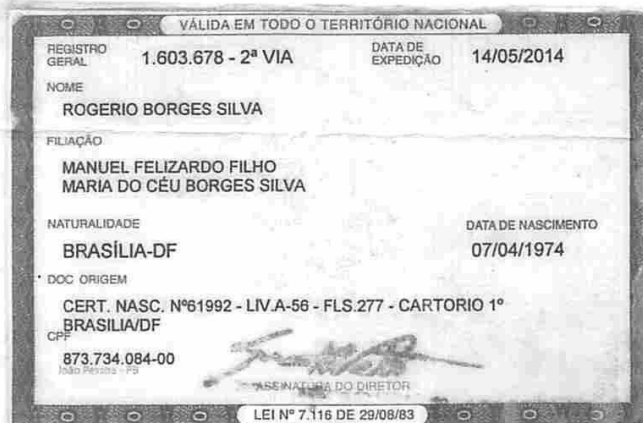 VÁLIDA EM TODO O TERRITÓRIO NACIONAL
REGISTRO GERAL 1.603.678 - 2ª VIA DATA DE EXPEDIÇÃO 14/05/2014
NOME
ROGERIO BORGES SILVA
FILIAÇÃO
MANUEL FELIZARDO FILHO
MARIA DO CÉU BORGES SILVA
NATURALIDADE DATA DE NASCIMENTO
BRASÍLIA-DF 07/04/1974
DOC ORIGEM
CERT. NASC. Nº61992 - LIV.A-56 - FLS.277 - CARTORIO 1º
BRASILIA/DF
CPF
873.734.084-00
João Pessoa - PB
ASSINATURA DO DIRETOR
LEI Nº 7.116 DE 29/08/83